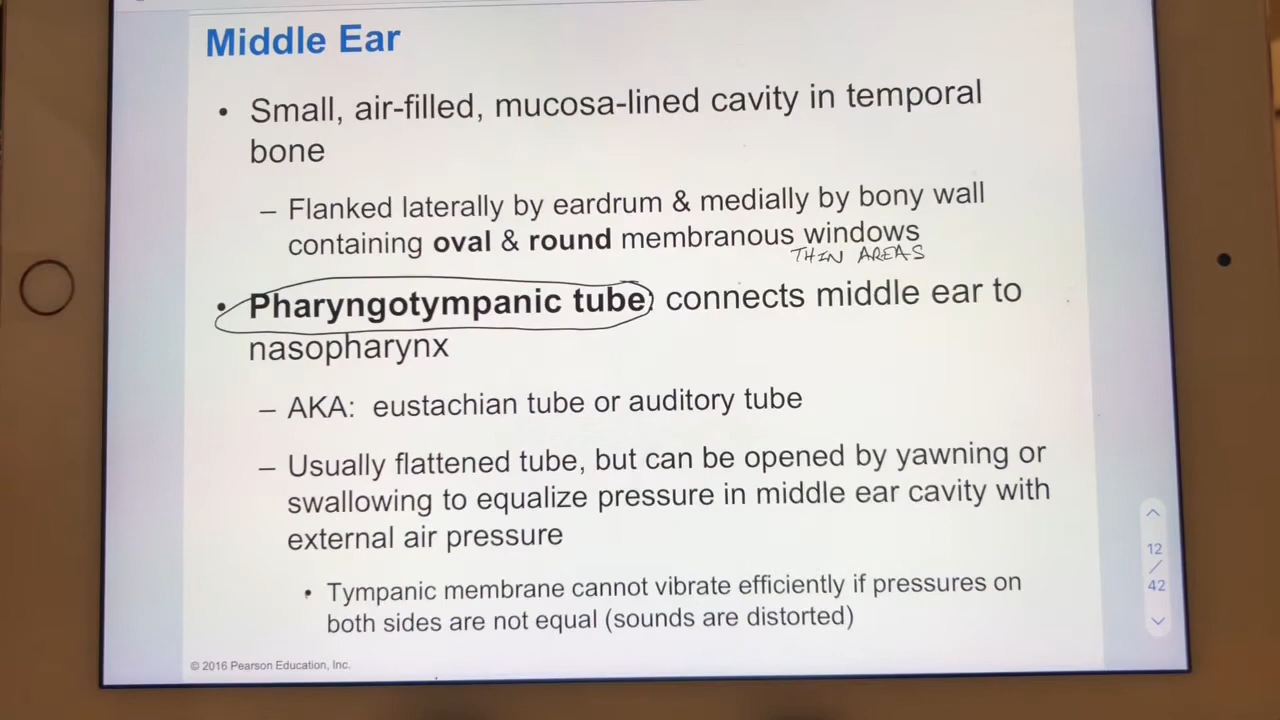 Middle Ear
• Small, air-filled, mucosa-lined cavity in temporal
bone
– Flanked laterally by eardrum & medially by bony wall
containing oval & round membranous windows
THIN AREAS
• Pharyngotympanic tube: connects middle ear to
nasopharynx
– AKA: eustachian tube or auditory tube
– Usually flattened tube, but can be opened by yawning or
swallowing to equalize pressure in middle ear cavity with
external air pressure
• Tympanic membrane cannot vibrate efficiently if pressures on
both sides are not equal (sounds are distorted)
© 2016 Pearson Education, Inc.
12
/
42